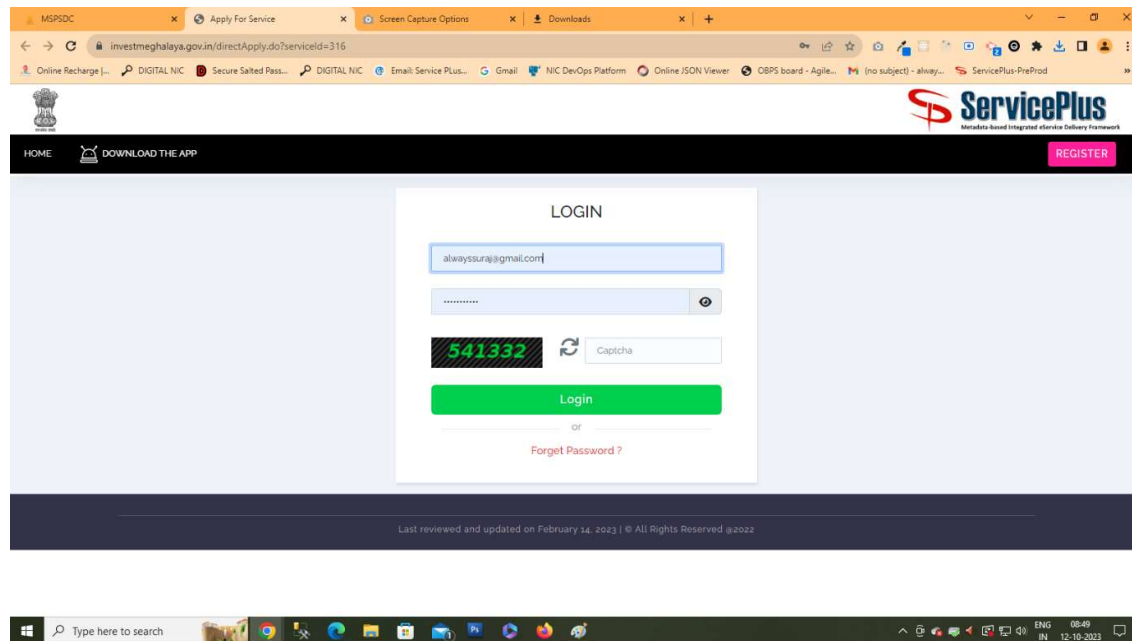 MSPSDC
Apply For Service
Screen Capture Options
Downloads
investmeghalaya.gov.in/directApply.do?serviceId=316
Online Recharge |... DIGITAL NIC Secure Salted Pass... DIGITAL NIC Email: Service PLus... Gmail NIC DevOps Platform Online JSON Viewer OBPS board - Agile... (no subject) - alway... ServicePlus-PreProd »
ServicePlus
Metadata-based Integrated eService Delivery Framework
HOME DOWNLOAD THE APP REGISTER
LOGIN
alwayssuraj@gmail.com
541332 Captcha
Login
or
Forget Password ?
Last reviewed and updated on February 14, 2023 | © All Rights Reserved @2022
Type here to search
ENG 08:49
IN 12-10-2023